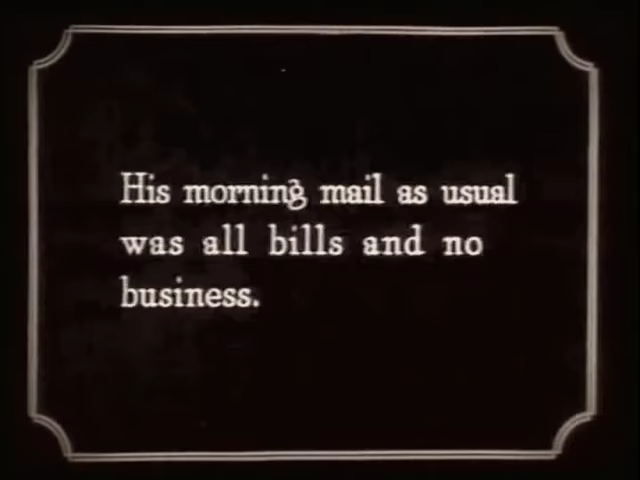 His morning mail as usual
was all bills and no
business.